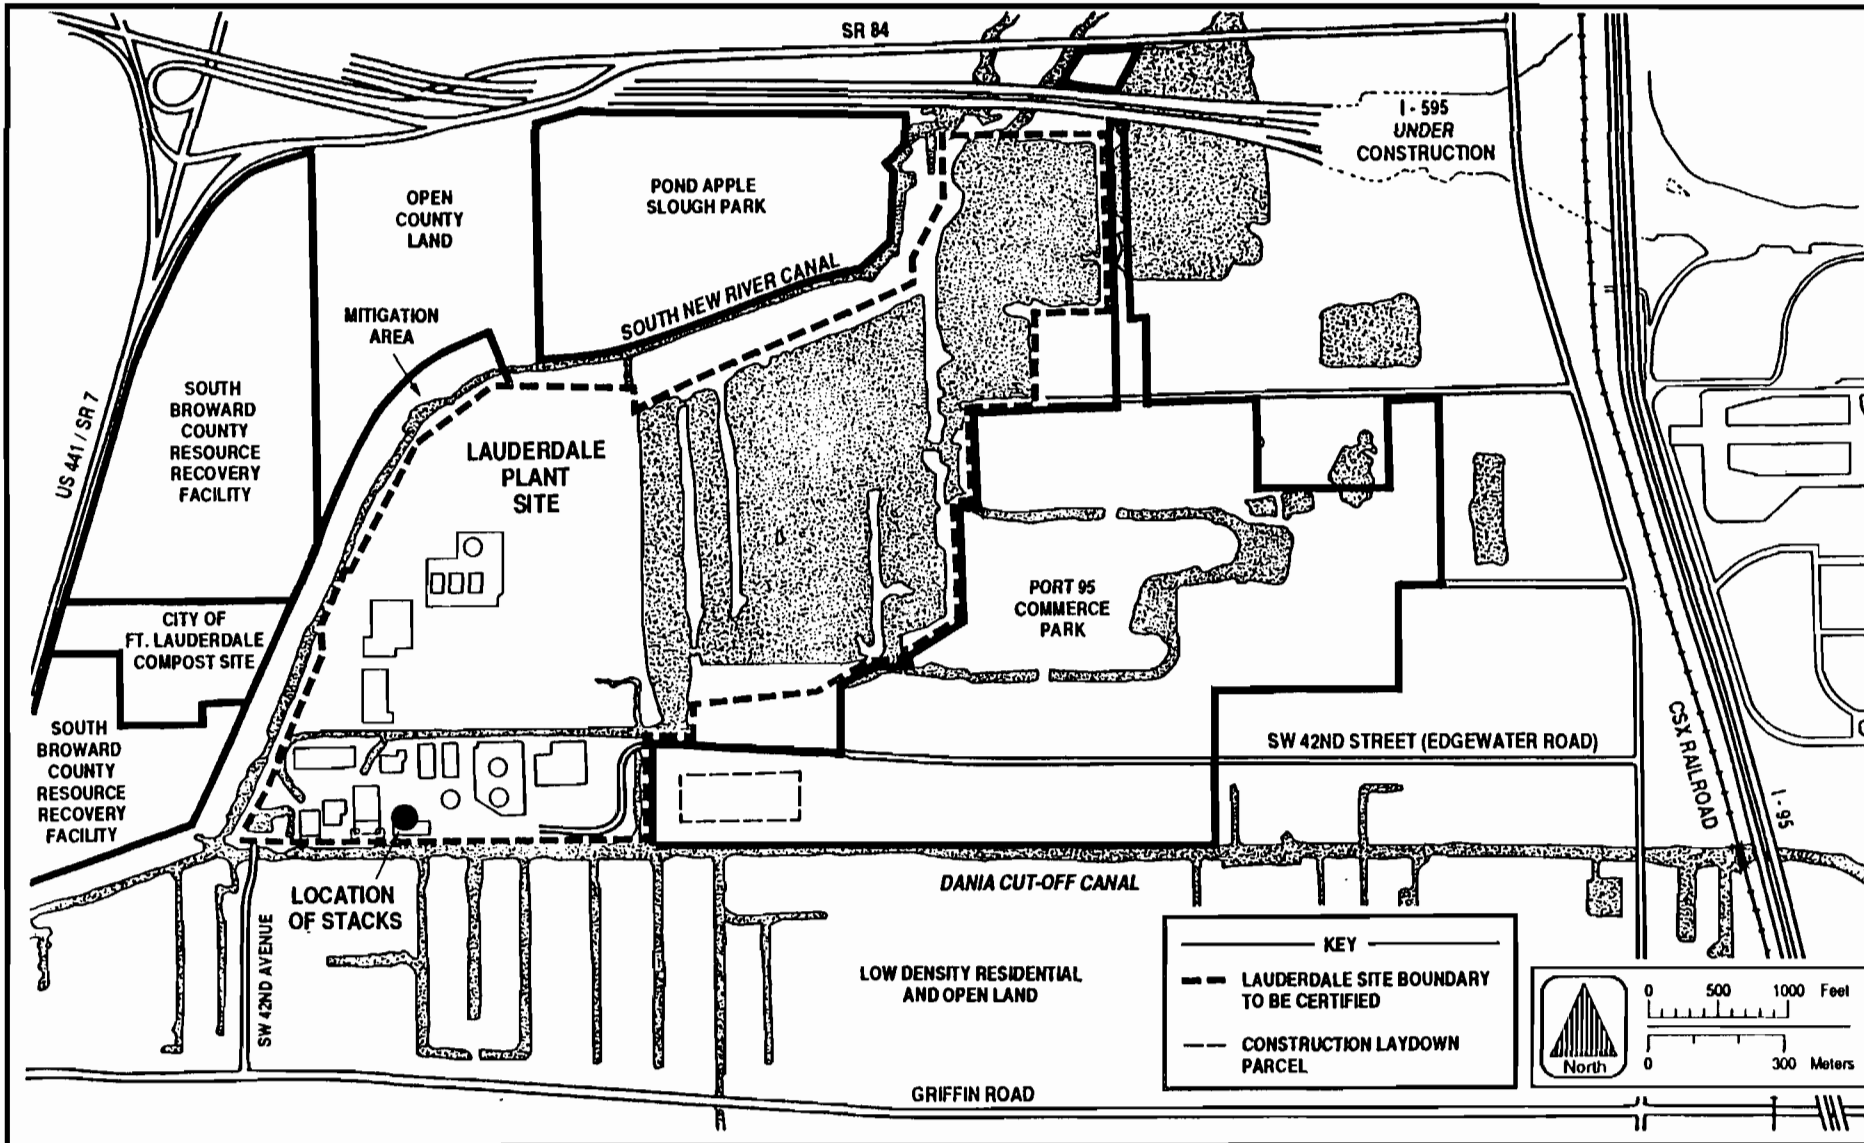 SR 84
I - 595
UNDER
CONSTRUCTION
OPEN
COUNTY
LAND
POND APPLE
SLOUGH PARK
SOUTH NEW RIVER CANAL
MITIGATION
AREA
US 441 / SR 7
SOUTH
BROWARD
COUNTY
RESOURCE
RECOVERY
FACILITY
LAUDERDALE
PLANT
SITE
PORT 95
COMMERCE
PARK
CITY OF
FT. LAUDERDALE
COMPOST SITE
SOUTH
BROWARD
COUNTY
RESOURCE
RECOVERY
FACILITY
SW 42ND STREET (EDGEWATER ROAD)
CSX RAILROAD
I - 95
LOCATION
OF STACKS
DANIA CUT-OFF CANAL
SW 42ND AVENUE
LOW DENSITY RESIDENTIAL
AND OPEN LAND
GRIFFIN ROAD
KEY
LAUDERDALE SITE BOUNDARY
TO BE CERTIFIED
CONSTRUCTION LAYDOWN
PARCEL
North
0 500 1000 Feet
0 300 Meters